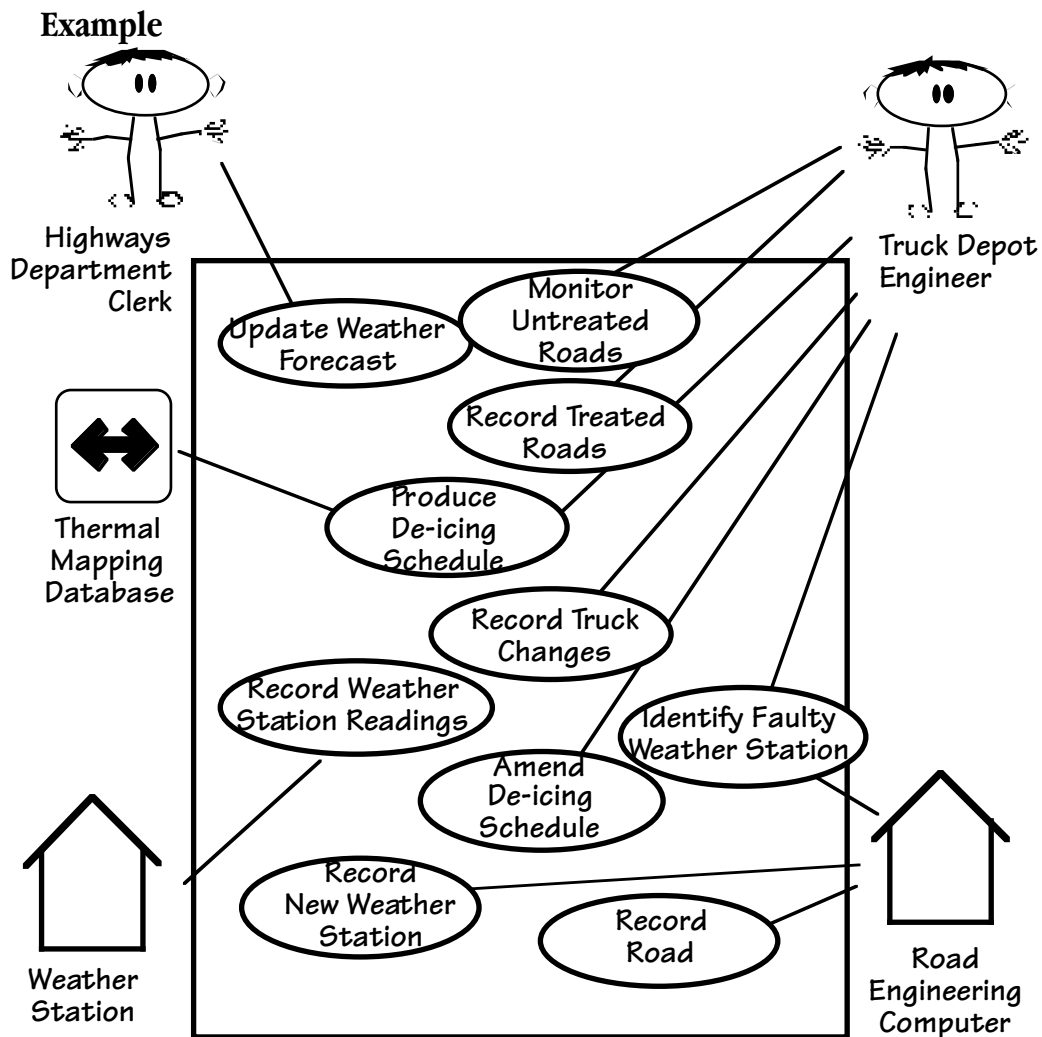 Example
Highways
Department
Clerk
Truck Depot
Engineer
Update Weather
Forecast
Monitor
Untreated
Roads
Record Treated
Roads
Thermal
Mapping
Database
Produce
De-icing
Schedule
Record Truck
Changes
Record Weather
Station Readings
Identify Faulty
Weather Station
Amend
De-icing
Schedule
Record
New Weather
Station
Record
Road
Weather
Station
Road
Engineering
Computer